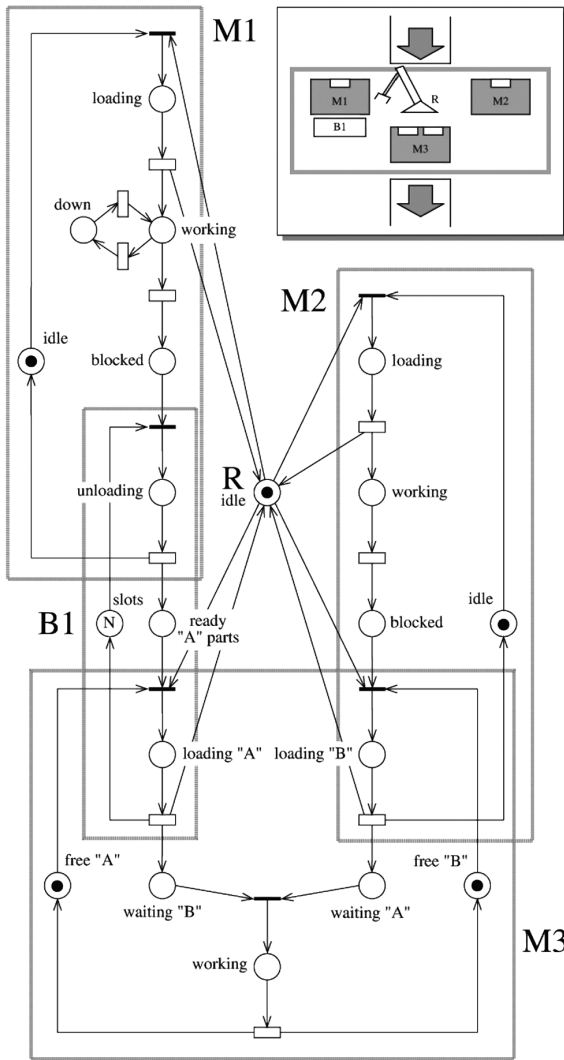 M1
loading
M1
R
M2
B1
M3
down
working
M2
idle
blocked
loading
R
idle
unloading
working
slots
B1
N
ready
"A" parts
blocked
idle
loading "A"
loading "B"
free "A"
free "B"
waiting "B"
waiting "A"
M3
working